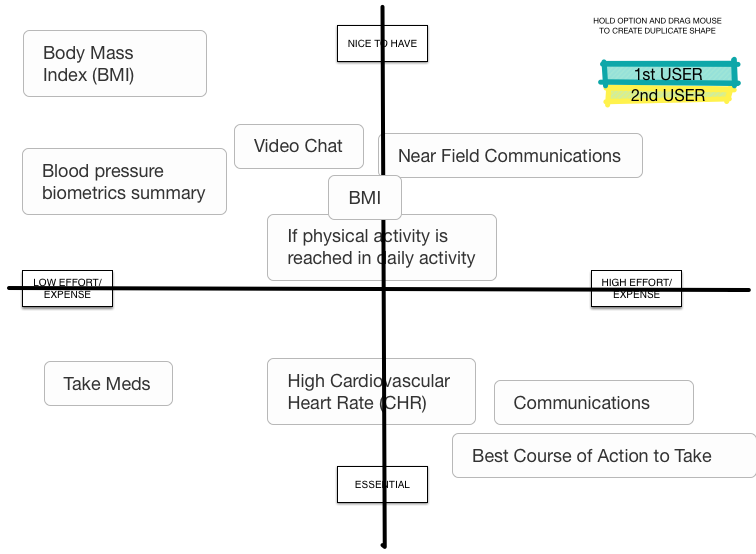 HOLD OPTION AND DRAG MOUSE
TO CREATE DUPLICATE SHAPE
NICE TO HAVE
Body Mass
Index (BMI)
1st USER
2nd USER
Video Chat
Near Field Communications
Blood pressure
biometrics summary
BMI
If physical activity is
reached in daily activity
LOW EFFORT/
EXPENSE
HIGH EFFORT/
EXPENSE
Take Meds
High Cardiovascular
Heart Rate (CHR)
Communications
Best Course of Action to Take
ESSENTIAL